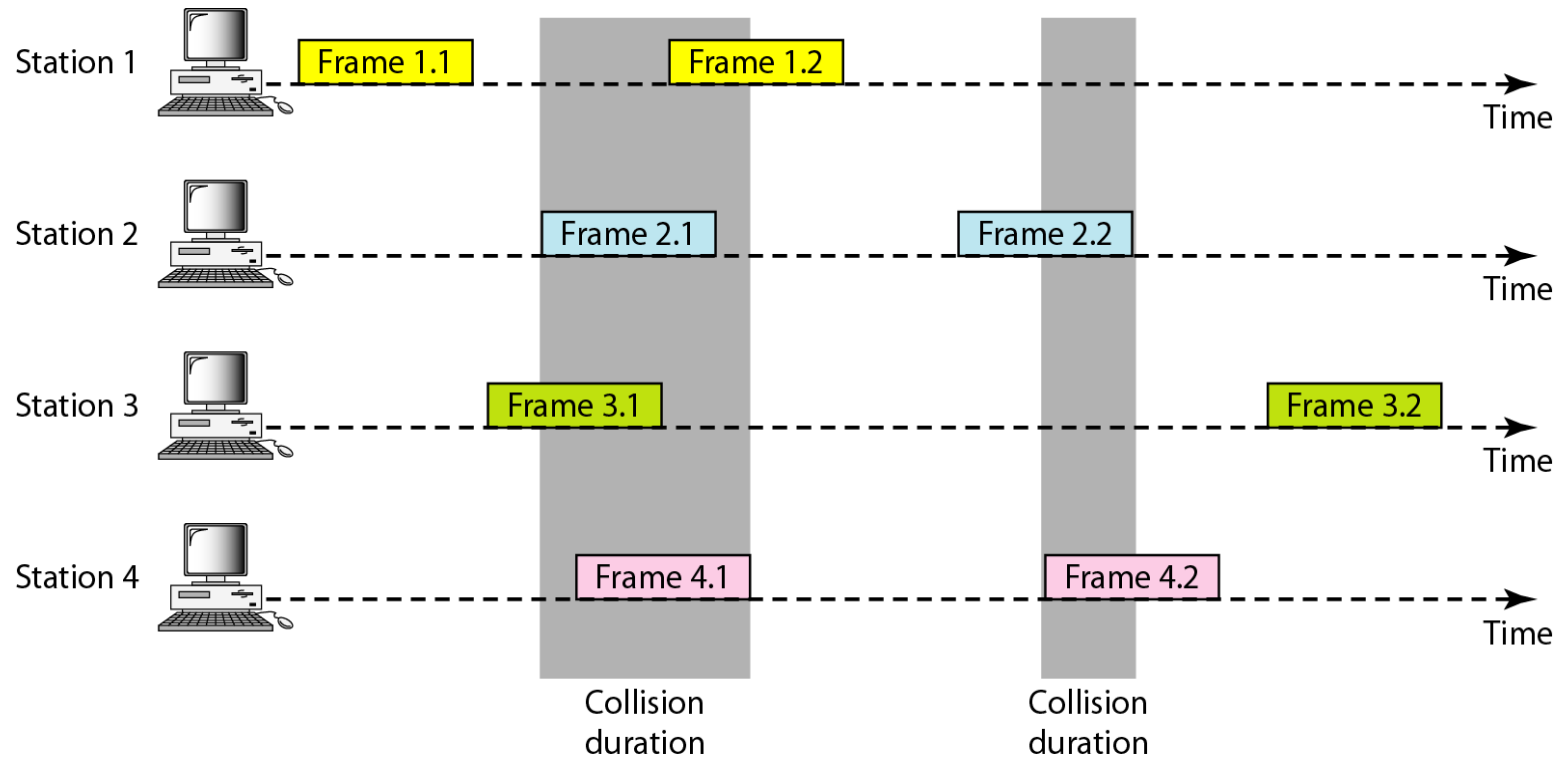 Station 1
Frame 1.1
Frame 1.2
Time
Station 2
Frame 2.1
Frame 2.2
Time
Station 3
Frame 3.1
Frame 3.2
Time
Station 4
Frame 4.1
Frame 4.2
Time
Collision
duration
Collision
duration